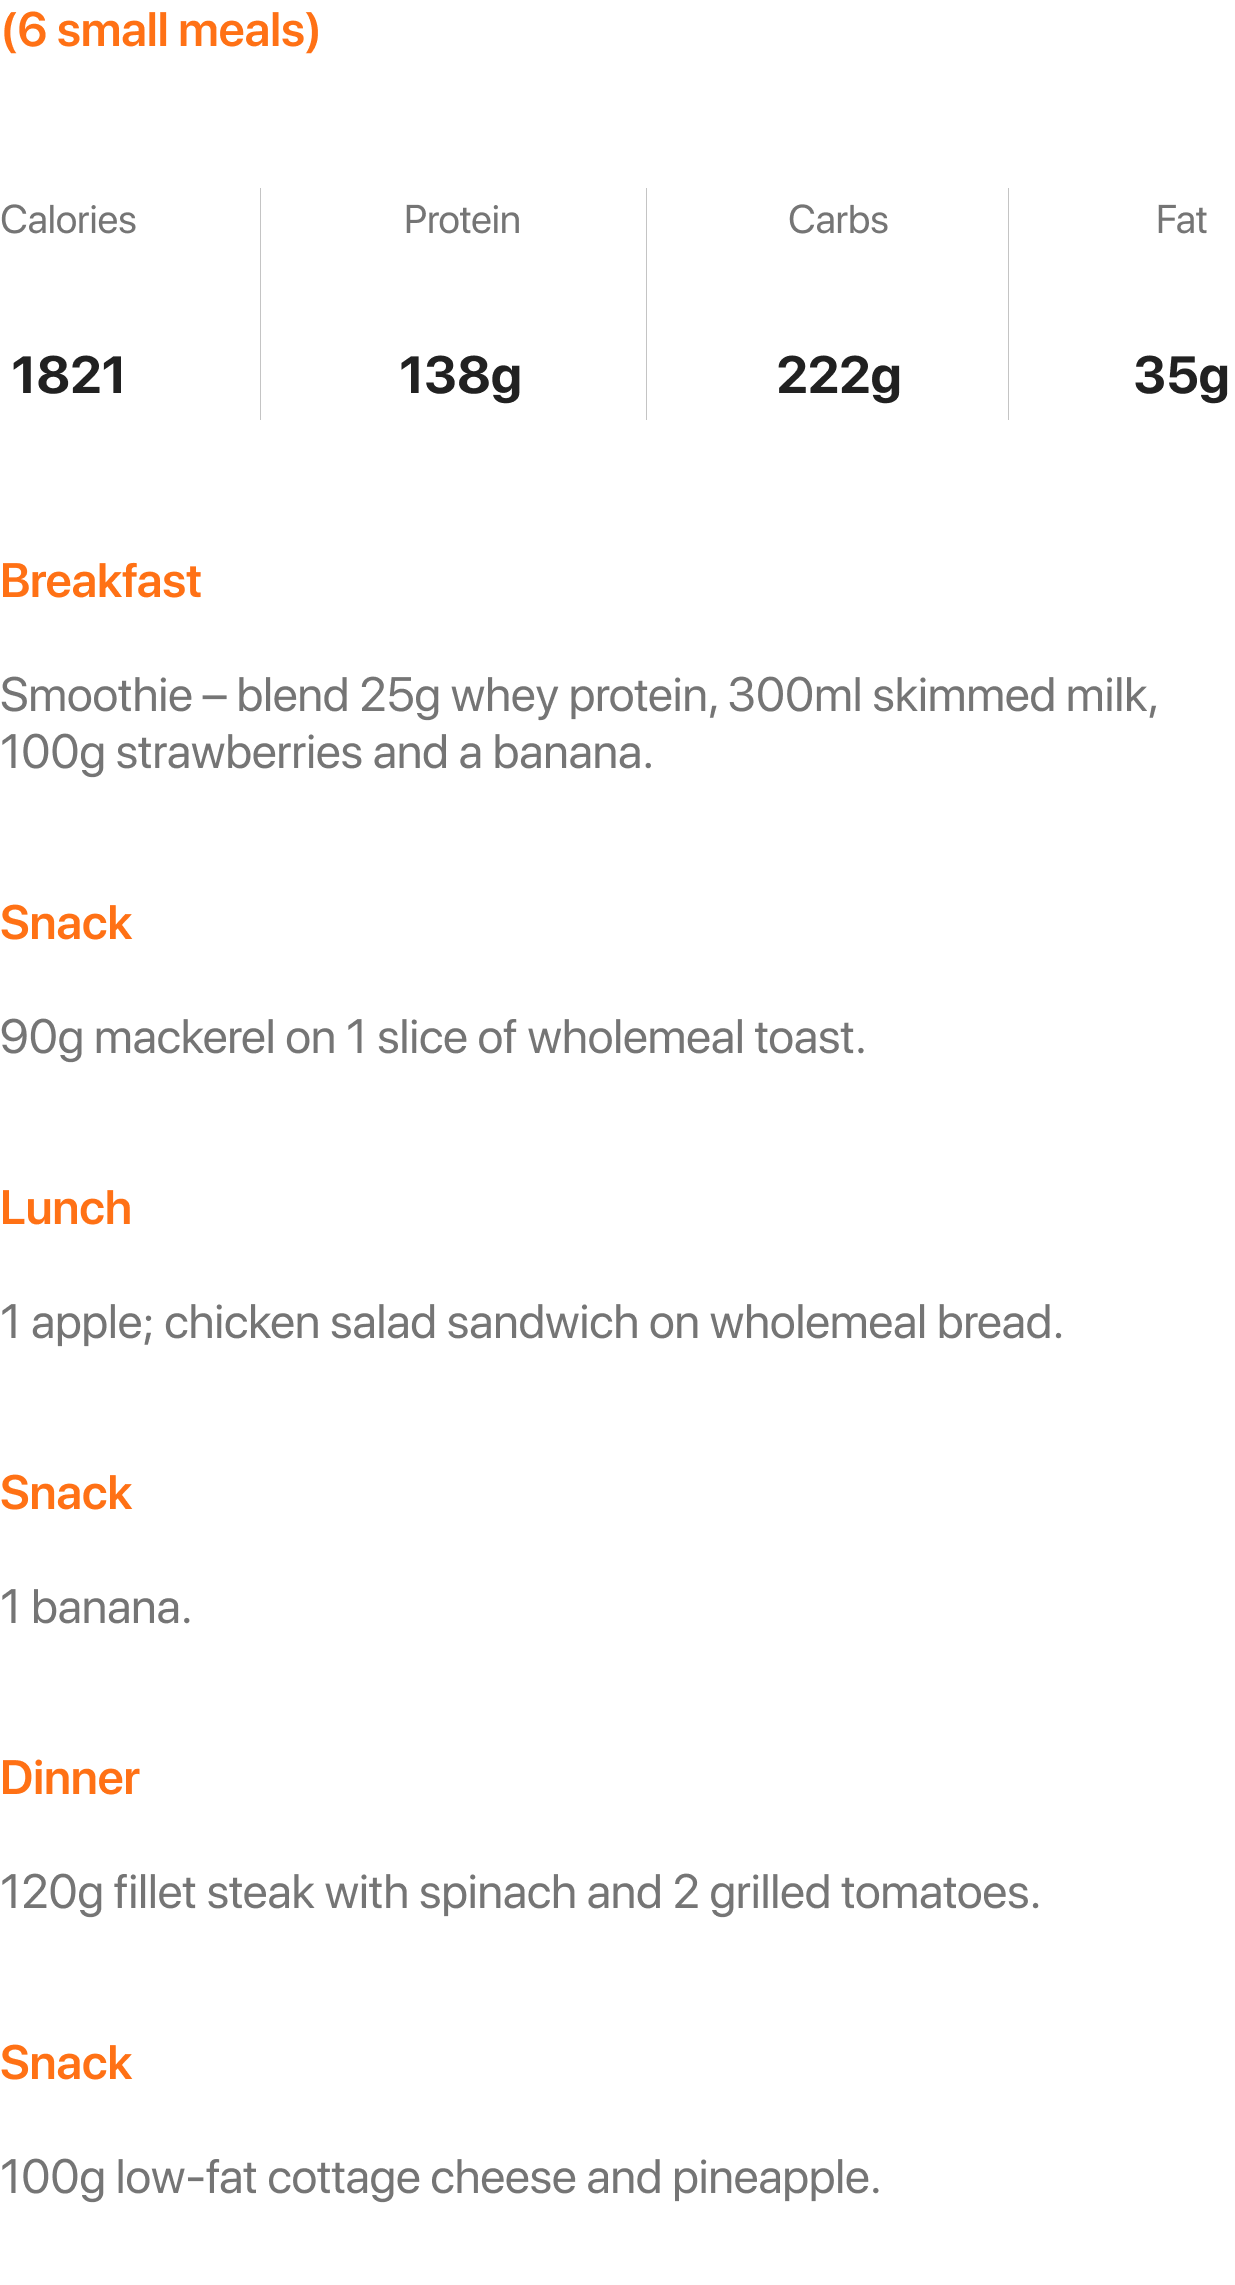 (6 small meals)
Calories Protein Carbs Fat
1821 138g 222g 35g
Breakfast
Smoothie – blend 25g whey protein, 300ml skimmed milk,
100g strawberries and a banana.
Snack
90g mackerel on 1 slice of wholemeal toast.
Lunch
1 apple; chicken salad sandwich on wholemeal bread.
Snack
1 banana.
Dinner
120g fillet steak with spinach and 2 grilled tomatoes.
Snack
100g low-fat cottage cheese and pineapple.